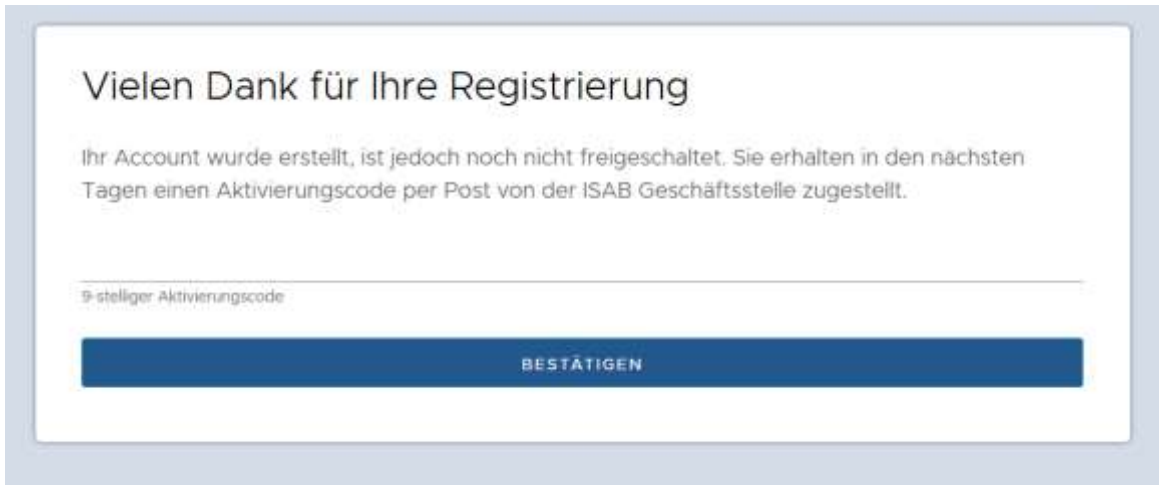 Vielen Dank für Ihre Registrierung
Ihr Account wurde erstellt, ist jedoch noch nicht freigeschaltet. Sie erhalten in den nächsten
Tagen einen Aktivierungscode per Post von der ISAB Geschäftsstelle zugestellt.
9-stelliger Aktivierungscode
BESTÄTIGEN